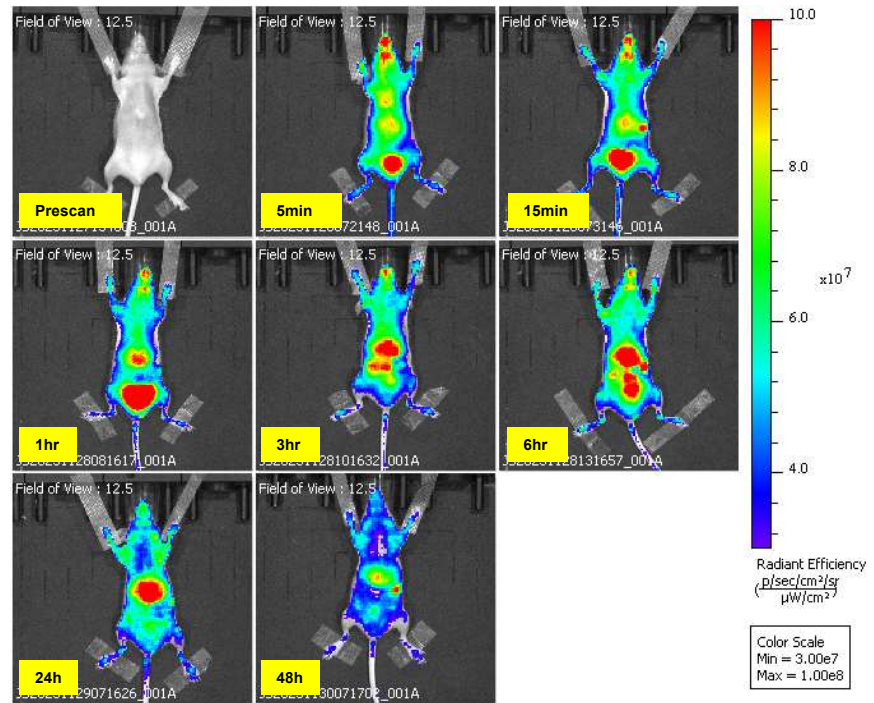 Field of View : 12.5
Prescan
Field of View : 12.5
5min
Field of View : 12.5
15min
Field of View : 12.5
1hr
Field of View : 12.5
3hr
Field of View : 12.5
6hr
Field of View : 12.5
24h
Field of View : 12.5
48h
10.0
8.0
x10⁷
6.0
4.0
Radiant Efficiency
(p/sec/cm²/sr
µW/cm²)
Color Scale
Min = 3.00e7
Max = 1.00e8